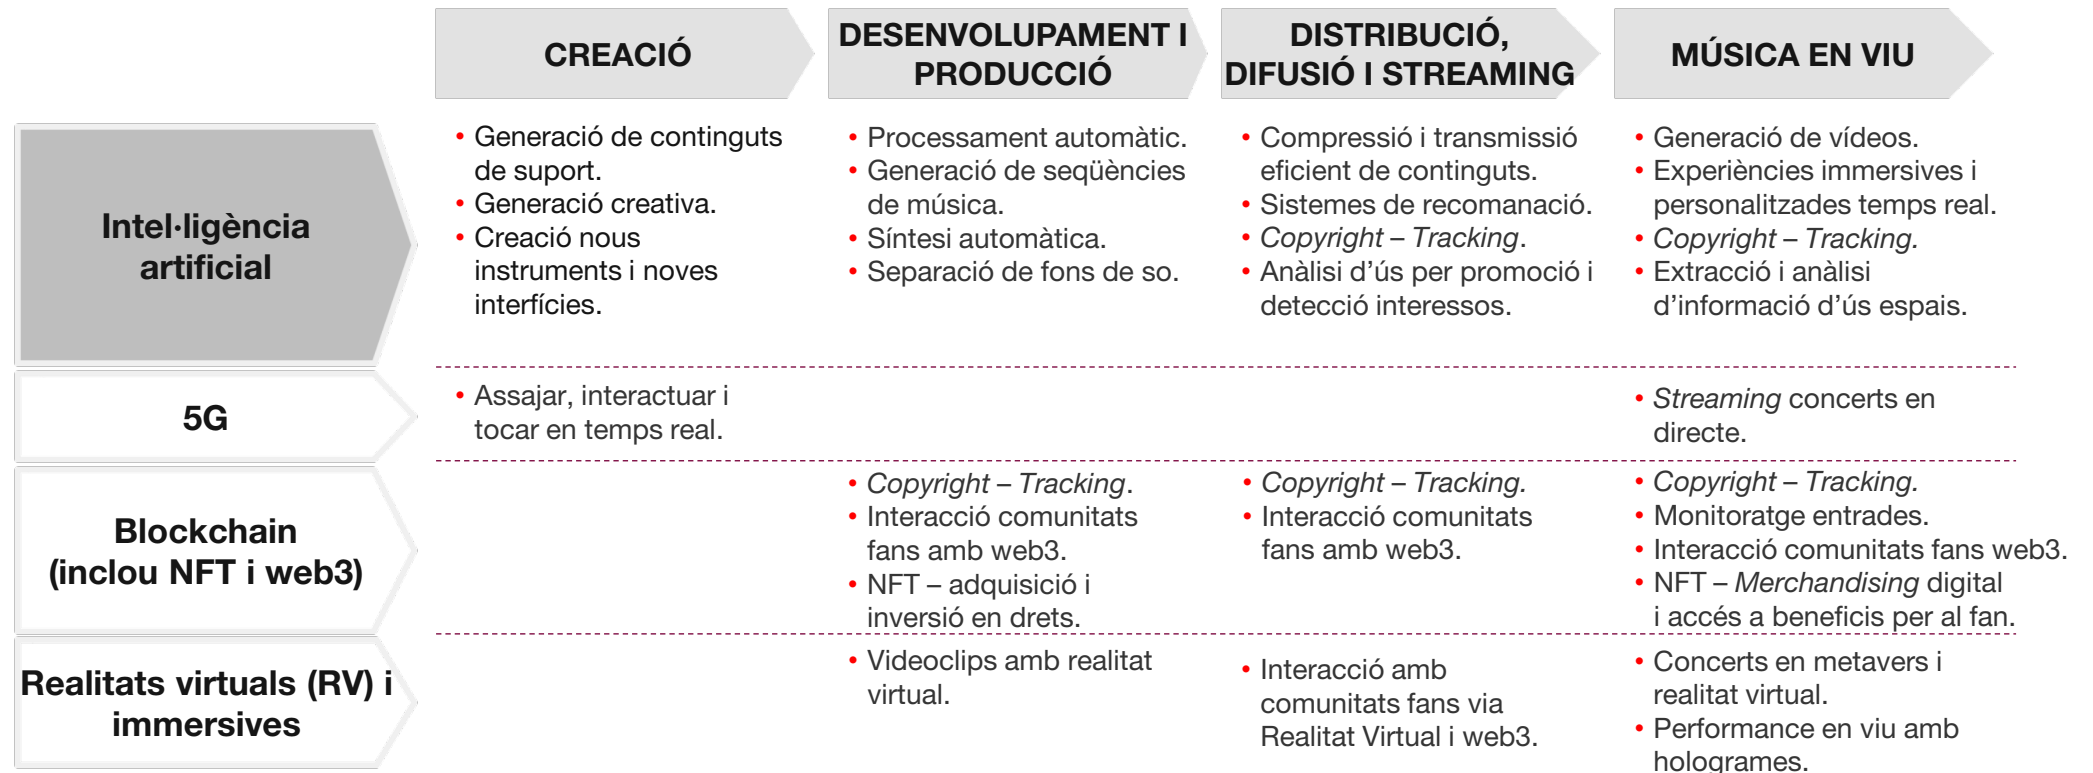 CREACIÓ
DESENVOLUPAMENT I
PRODUCCIÓ
DISTRIBUCIÓ,
DIFUSIÓ I STREAMING
MÚSICA EN VIU
Intel·ligència
artificial
• Generació de continguts
de suport.
• Generació creativa.
• Creació nous
instruments i noves
interfícies.
• Processament automàtic.
• Generació de seqüències
de música.
• Síntesi automàtica.
• Separació de fons de so.
• Compressió i transmissió
eficient de continguts.
• Sistemes de recomanació.
• Copyright – Tracking.
• Anàlisi d’ús per promoció i
detecció interessos.
• Generació de vídeos.
• Experiències immersives i
personalitzades temps real.
• Copyright – Tracking.
• Extracció i anàlisi
d’informació d’ús espais.
5G
• Assajar, interactuar i
tocar en temps real.
• Streaming concerts en
directe.
Blockchain
(inclou NFT i web3)
• Copyright – Tracking.
• Interacció comunitats
fans amb web3.
• NFT – adquisició i
inversió en drets.
• Copyright – Tracking.
• Interacció comunitats
fans amb web3.
• Copyright – Tracking.
• Monitoratge entrades.
• Interacció comunitats fans web3.
• NFT – Merchandising digital
i accés a beneficis per al fan.
Realitats virtuals (RV) i
immersives
• Videoclips amb realitat
virtual.
• Interacció amb
comunitats fans via
Realitat Virtual i web3.
• Concerts en metavers i
realitat virtual.
• Performance en viu amb
hologrames.